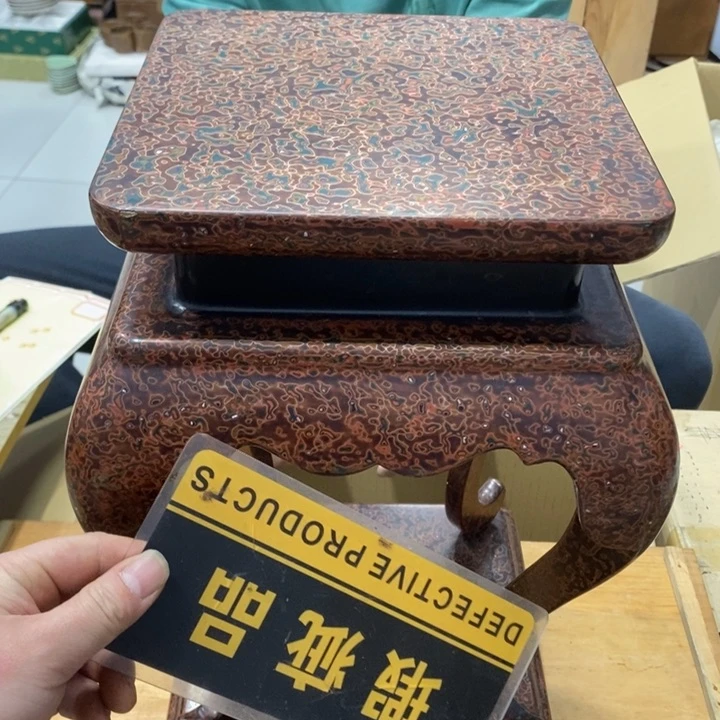 DEFECTIVE PRODUCTS
瑕疵品